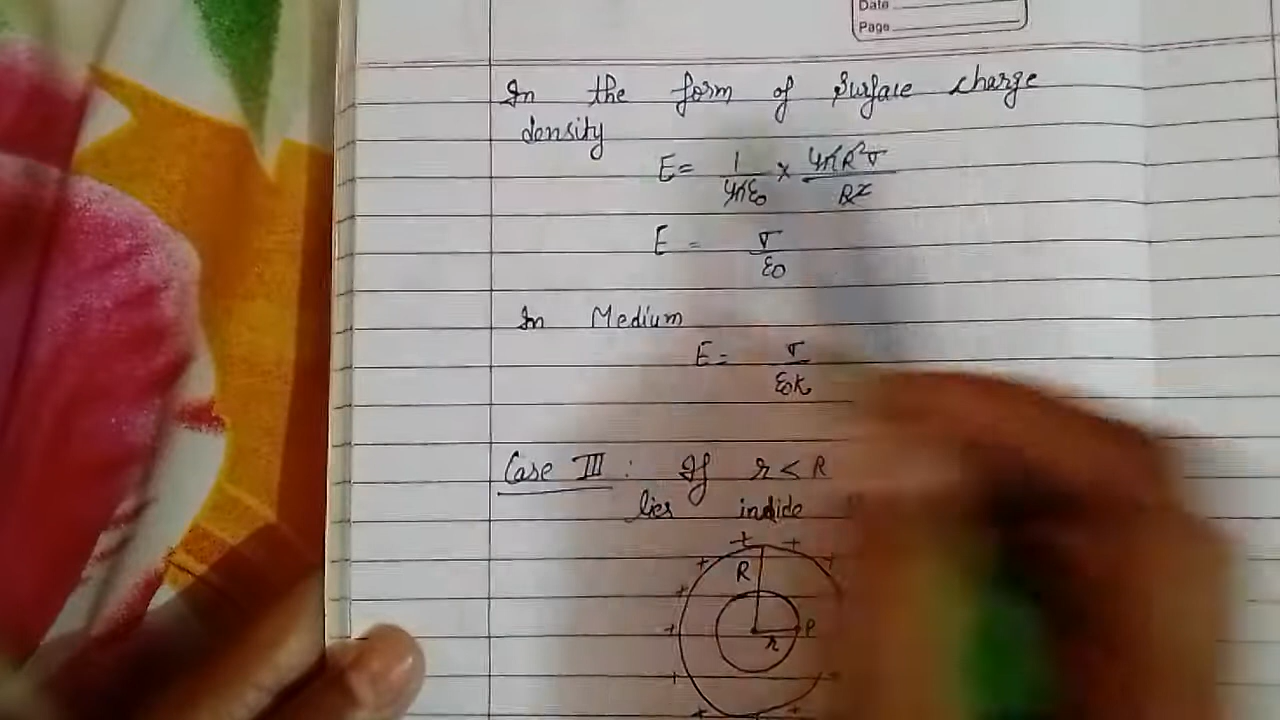 Date
Page
In the form of surface charge
density
E = 1/4πε0 × 4πR²σ/R²
E = σ/ε0
In Medium
E = σ/ε0k
Case III : If r < R
lies inside
R
P
r